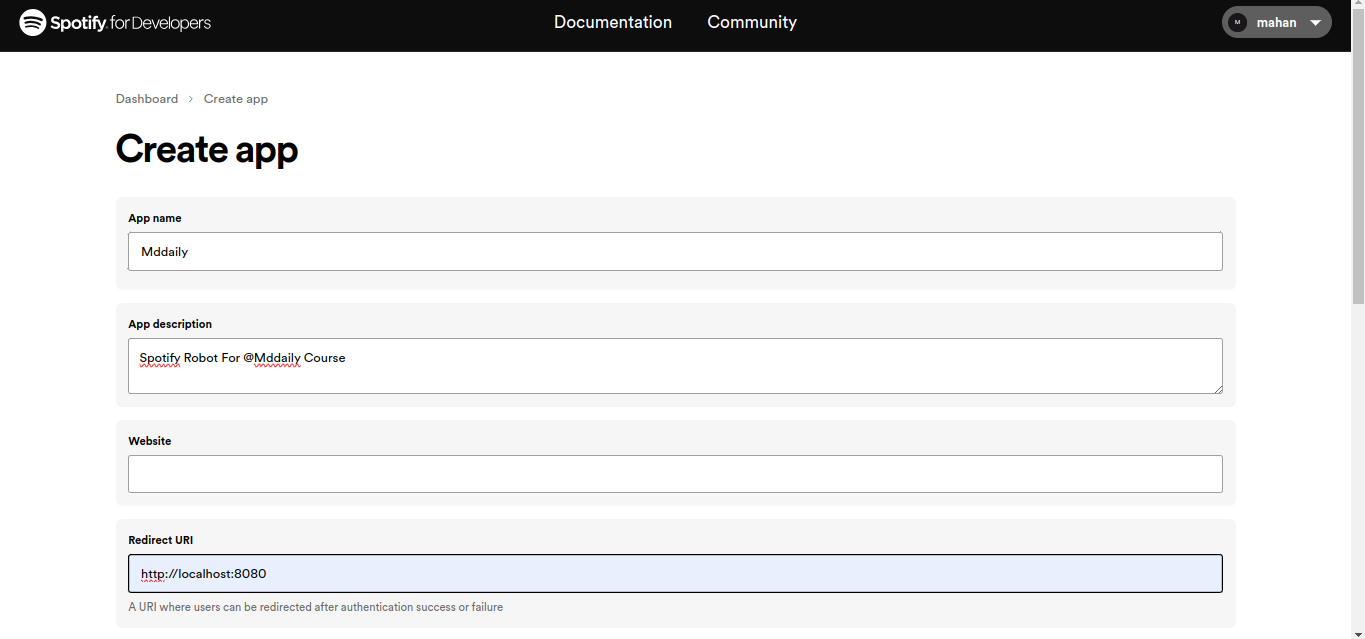 Spotify for Developers
Documentation
Community
M
mahan
Dashboard > Create app
Create app
App name
Mddaily
App description
Spotify Robot For @Mddaily Course
Website
Redirect URI
http://localhost:8080
A URI where users can be redirected after authentication success or failure